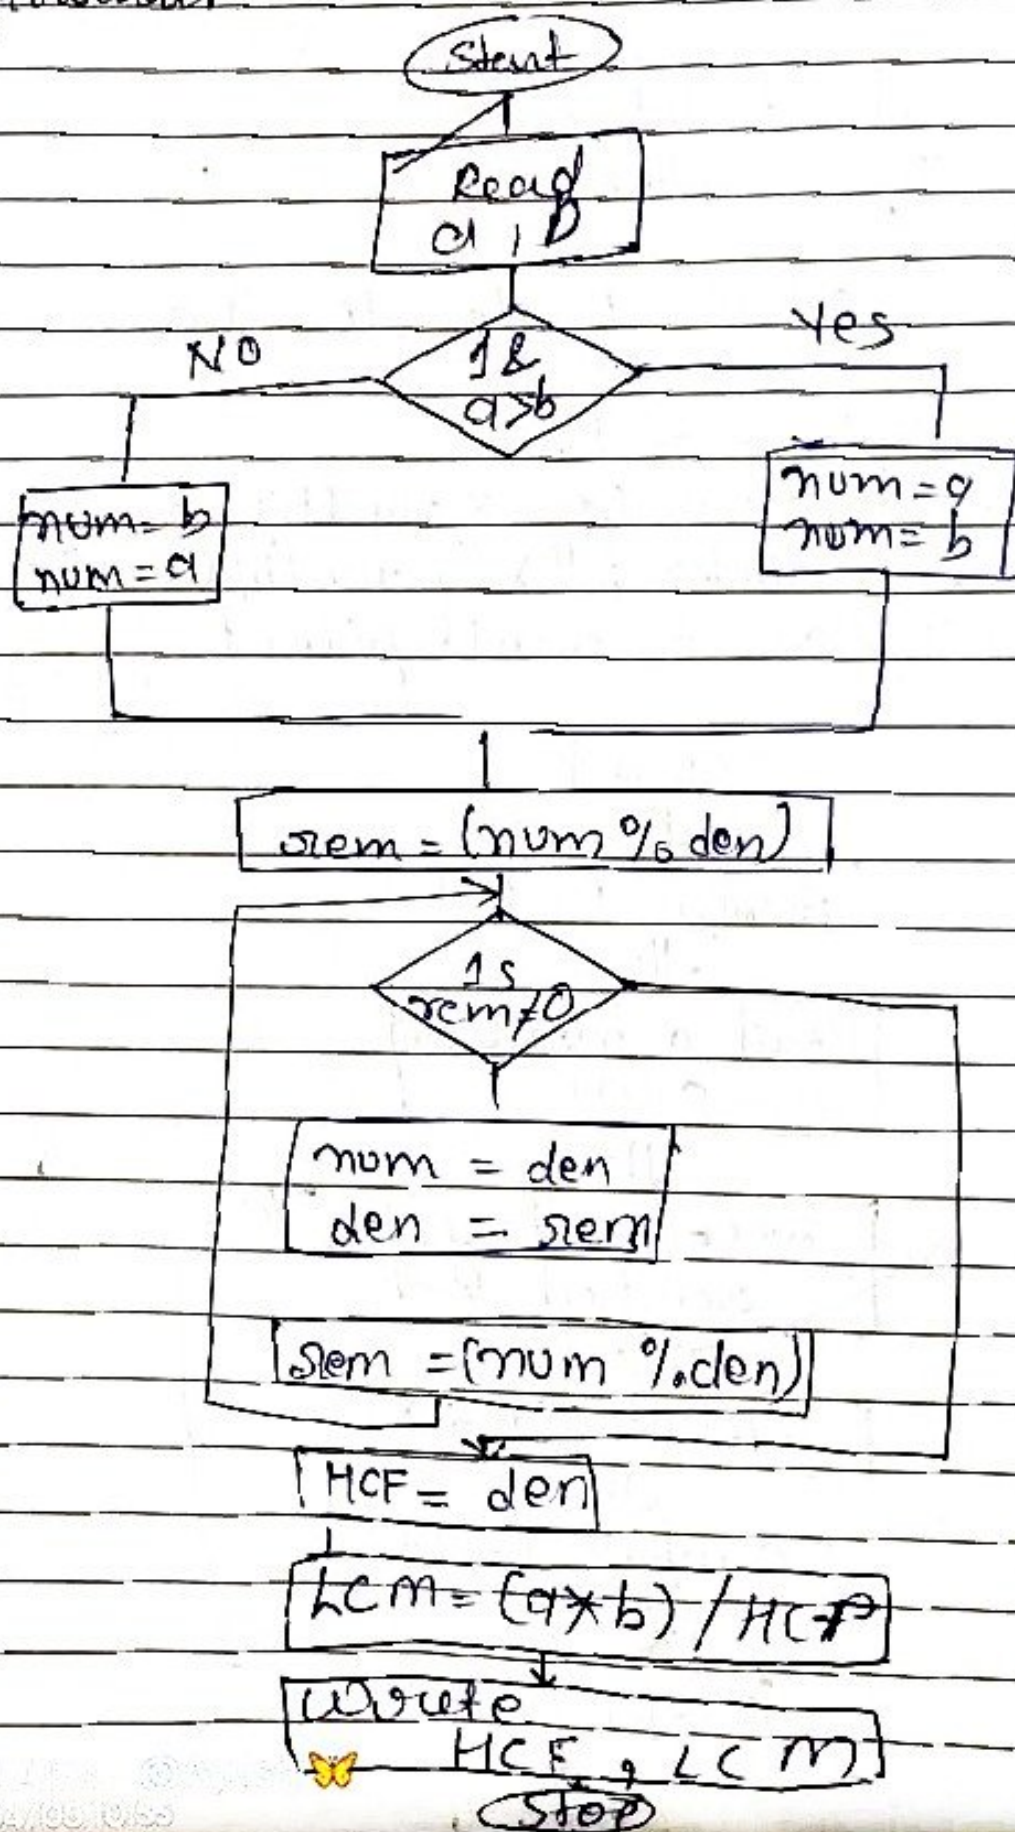 Start
Read
a, b
NO
Yes
Is
a>b
num = b
num = a
num = a
num = b
rem = (num % den)
Is
rem≠0
num = den
den = rem
rem = (num % den)
HCF = den
LCM = (a*b) / HCF
Write
HCF, LCM
Stop